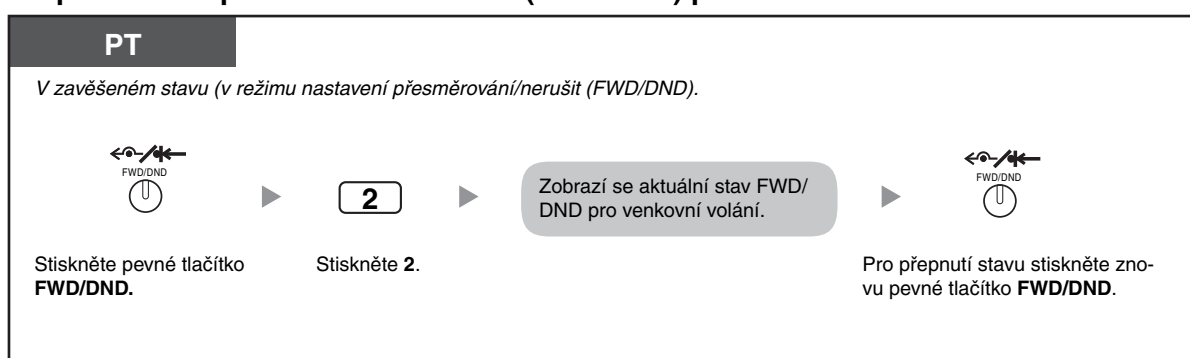 PT
V zavěšeném stavu (v režimu nastavení přesměrování/nerušit (FWD/DND).
FWD/DND
2
Zobrazí se aktuální stav FWD/
DND pro venkovní volání.
FWD/DND
Stiskněte pevné tlačítko
FWD/DND.
Stiskněte 2.
Pro přepnutí stavu stiskněte zno-
vu pevné tlačítko FWD/DND.